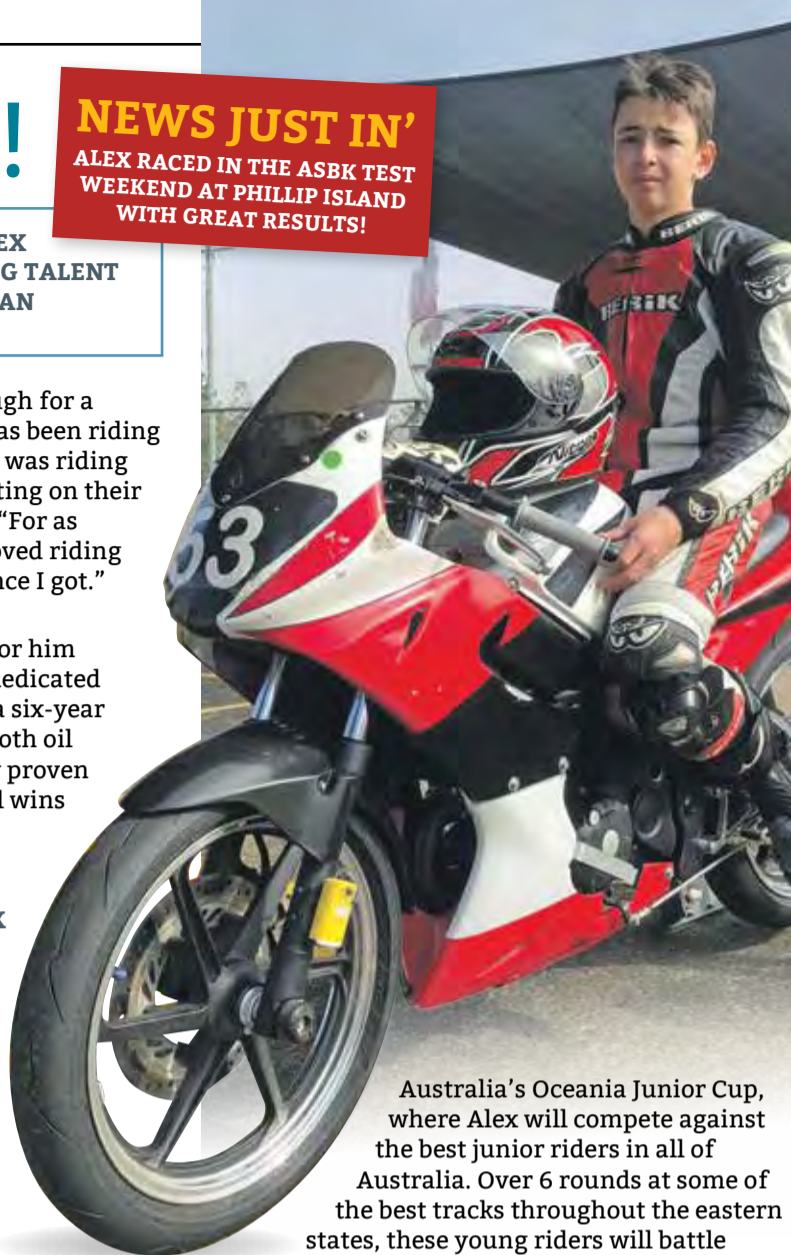 !
NEWS JUST IN’
ALEX RACED IN THE ASBK TEST
WEEKEND AT PHILLIP ISLAND
WITH GREAT RESULTS!
EX
G TALENT
AN
ugh for a
as been riding
was riding
ting on their
“For as
oved riding
nce I got.”
or him
dedicated
a six-year
oth oil
proven
d wins
X
BERIK
BERIK
53
Australia’s Oceania Junior Cup,
where Alex will compete against
the best junior riders in all of
Australia. Over 6 rounds at some of
the best tracks throughout the eastern
states, these young riders will battle